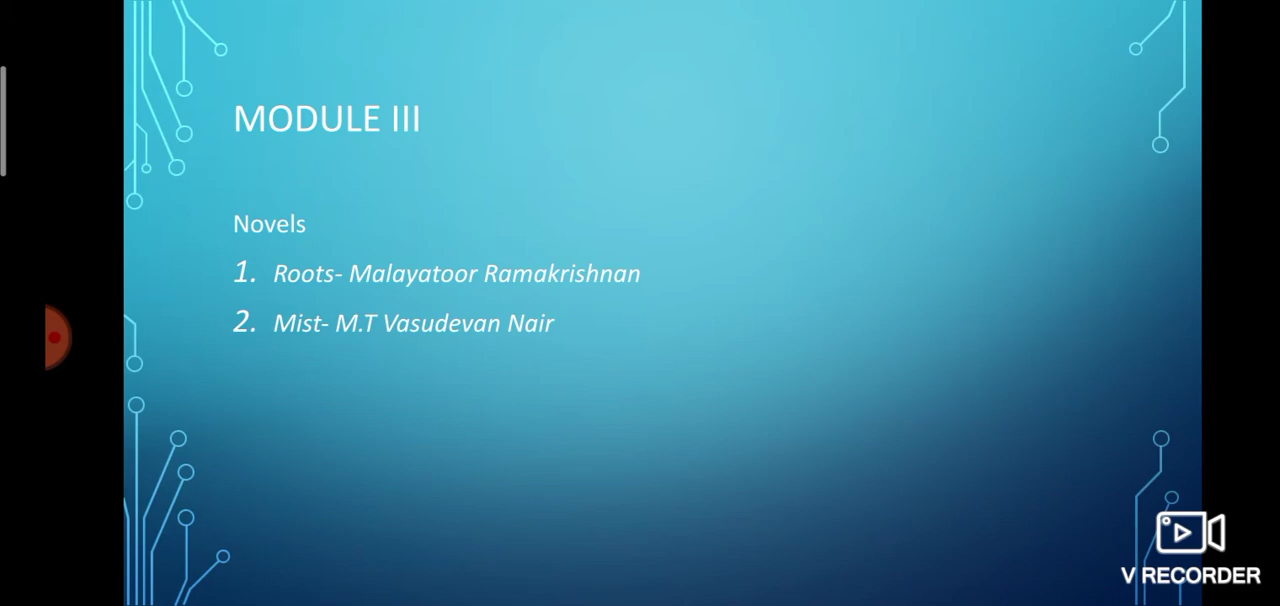 MODULE III
Novels
1. Roots- Malayatoor Ramakrishnan
2. Mist- M.T Vasudevan Nair
V RECORDER